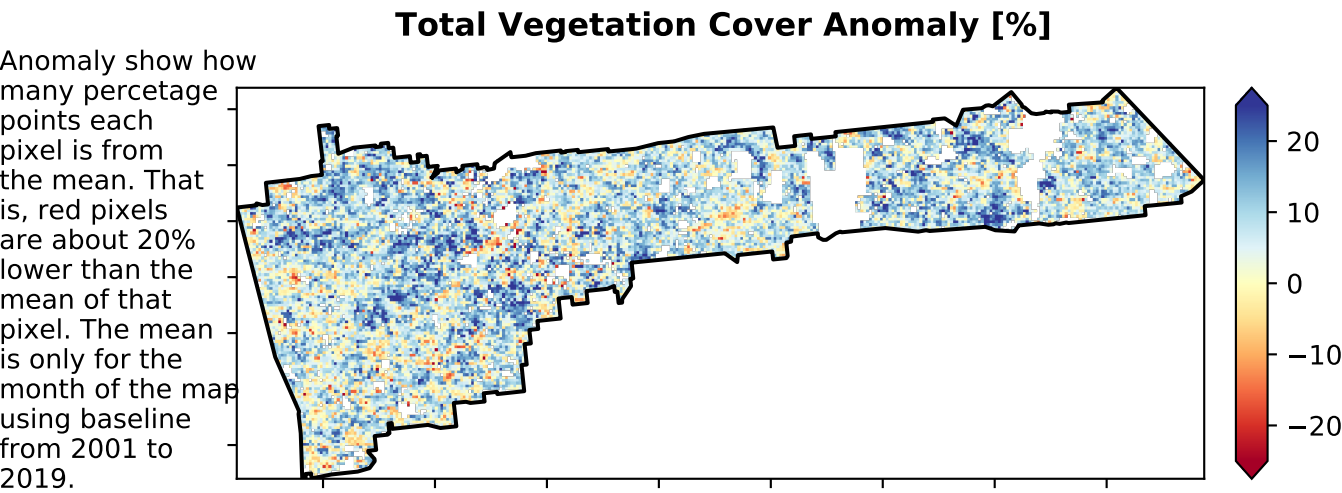 Total Vegetation Cover Anomaly [%]
Anomaly show how
many percetage
points each
pixel is from
the mean. That
is, red pixels
are about 20%
lower than the
mean of that
pixel. The mean
is only for the
month of the map
using baseline
from 2001 to
2019.
20
10
0
−10
−20